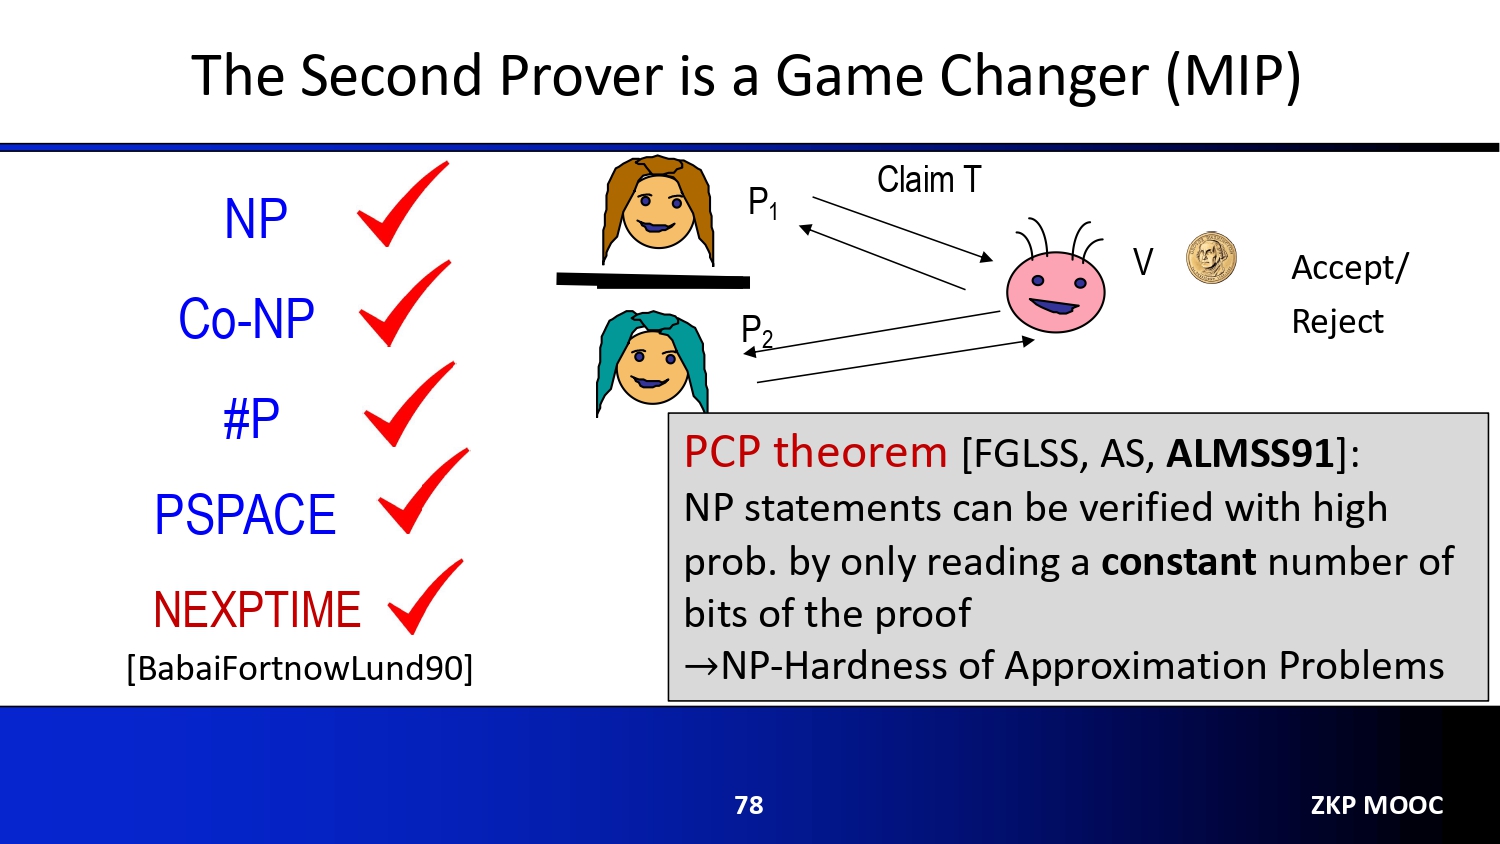 The Second Prover is a Game Changer (MIP)
NP
Co-NP
#P
PSPACE
NEXPTIME
[BabaiFortnowLund90]
P1
Claim T
V
Accept/
Reject
P2
PCP theorem [FGLSS, AS, ALMSS91]:
NP statements can be verified with high
prob. by only reading a constant number of
bits of the proof
→NP-Hardness of Approximation Problems
78
ZKP MOOC